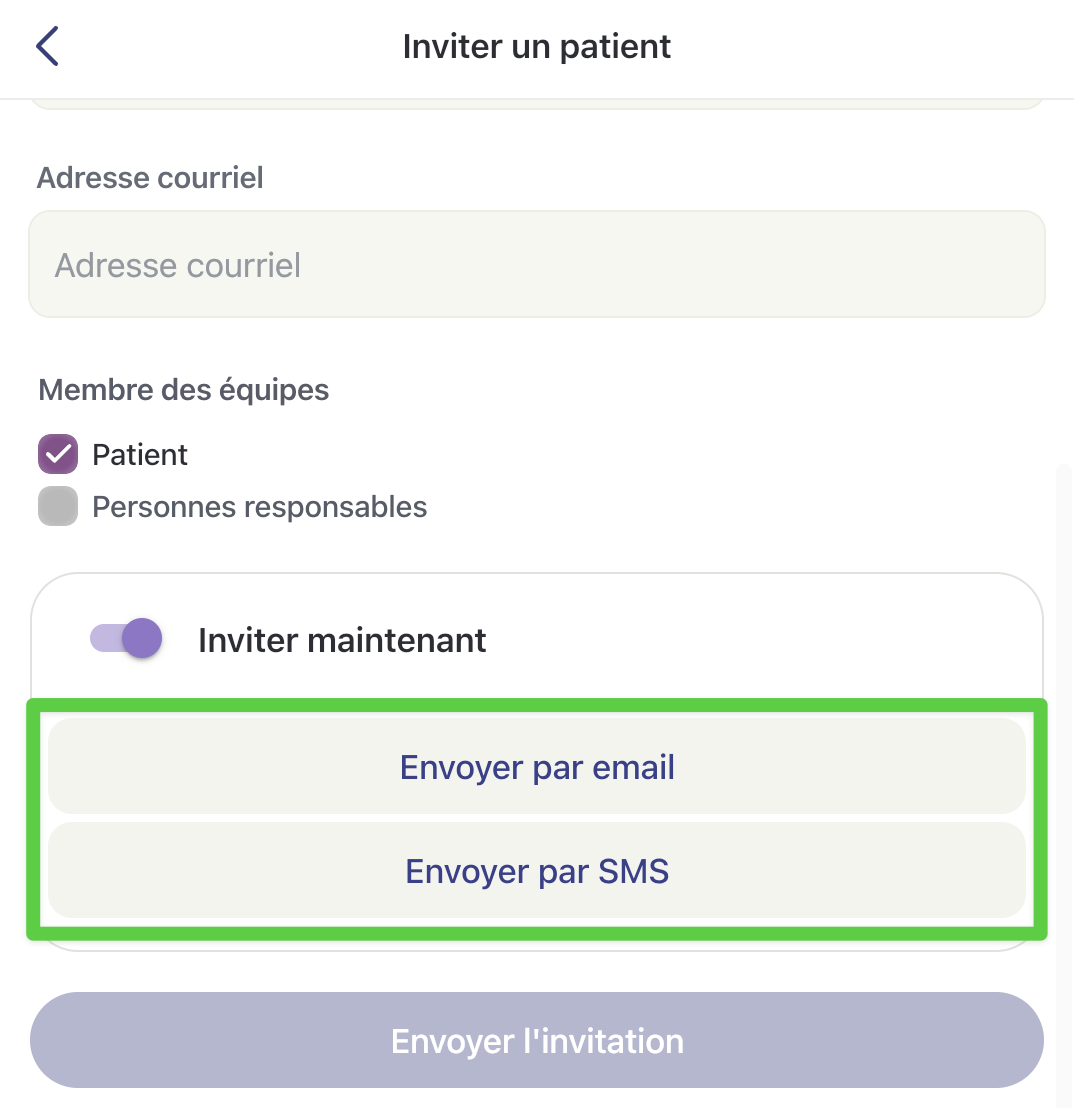 Inviter un patient
Adresse courriel
Adresse courriel
Membre des équipes
Patient
Personnes responsables
Inviter maintenant
Envoyer par email
Envoyer par SMS
Envoyer l'invitation